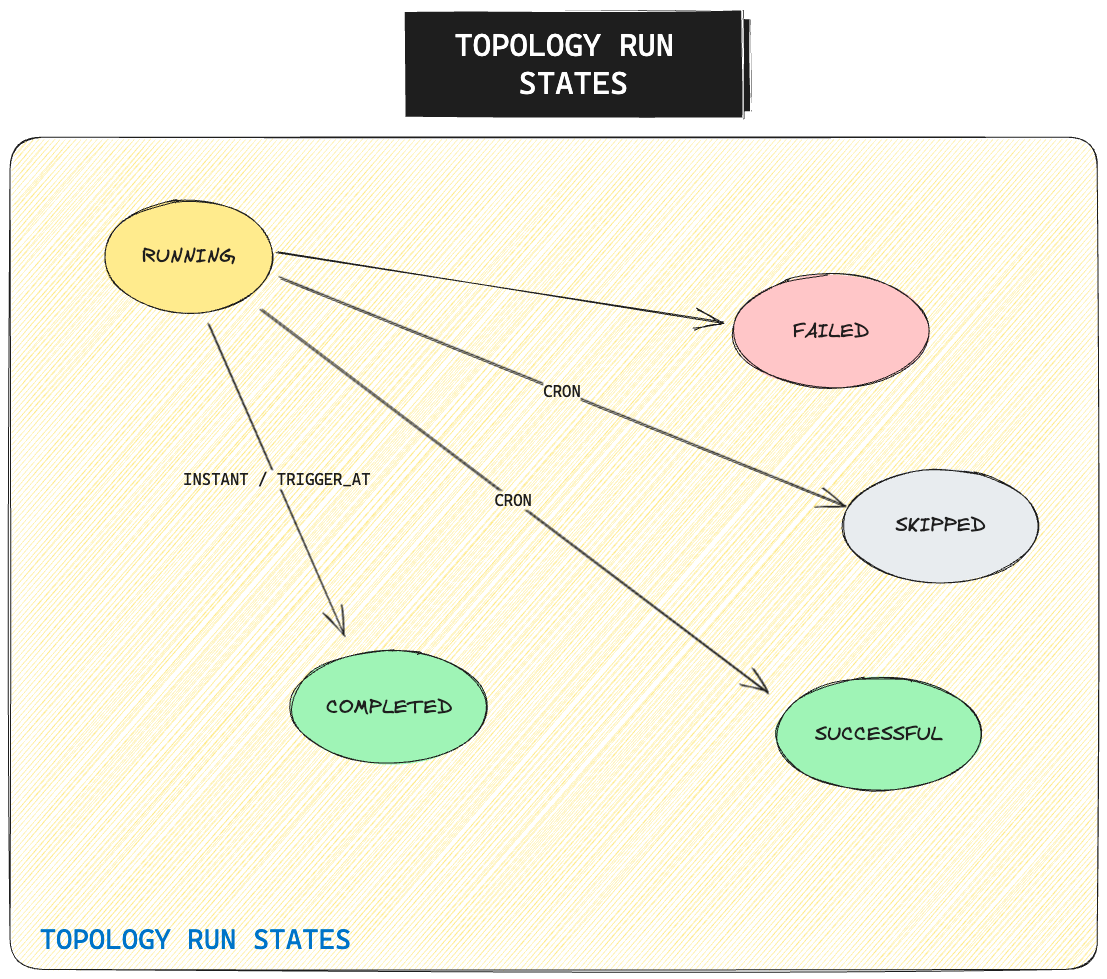 TOPOLOGY RUN
STATES
RUNNING,
FAILED
CRON
INSTANT / TRIGGER_AT
CRON
SKIPPED
COMPLETED
SUCCESSFUL
TOPOLOGY RUN STATES